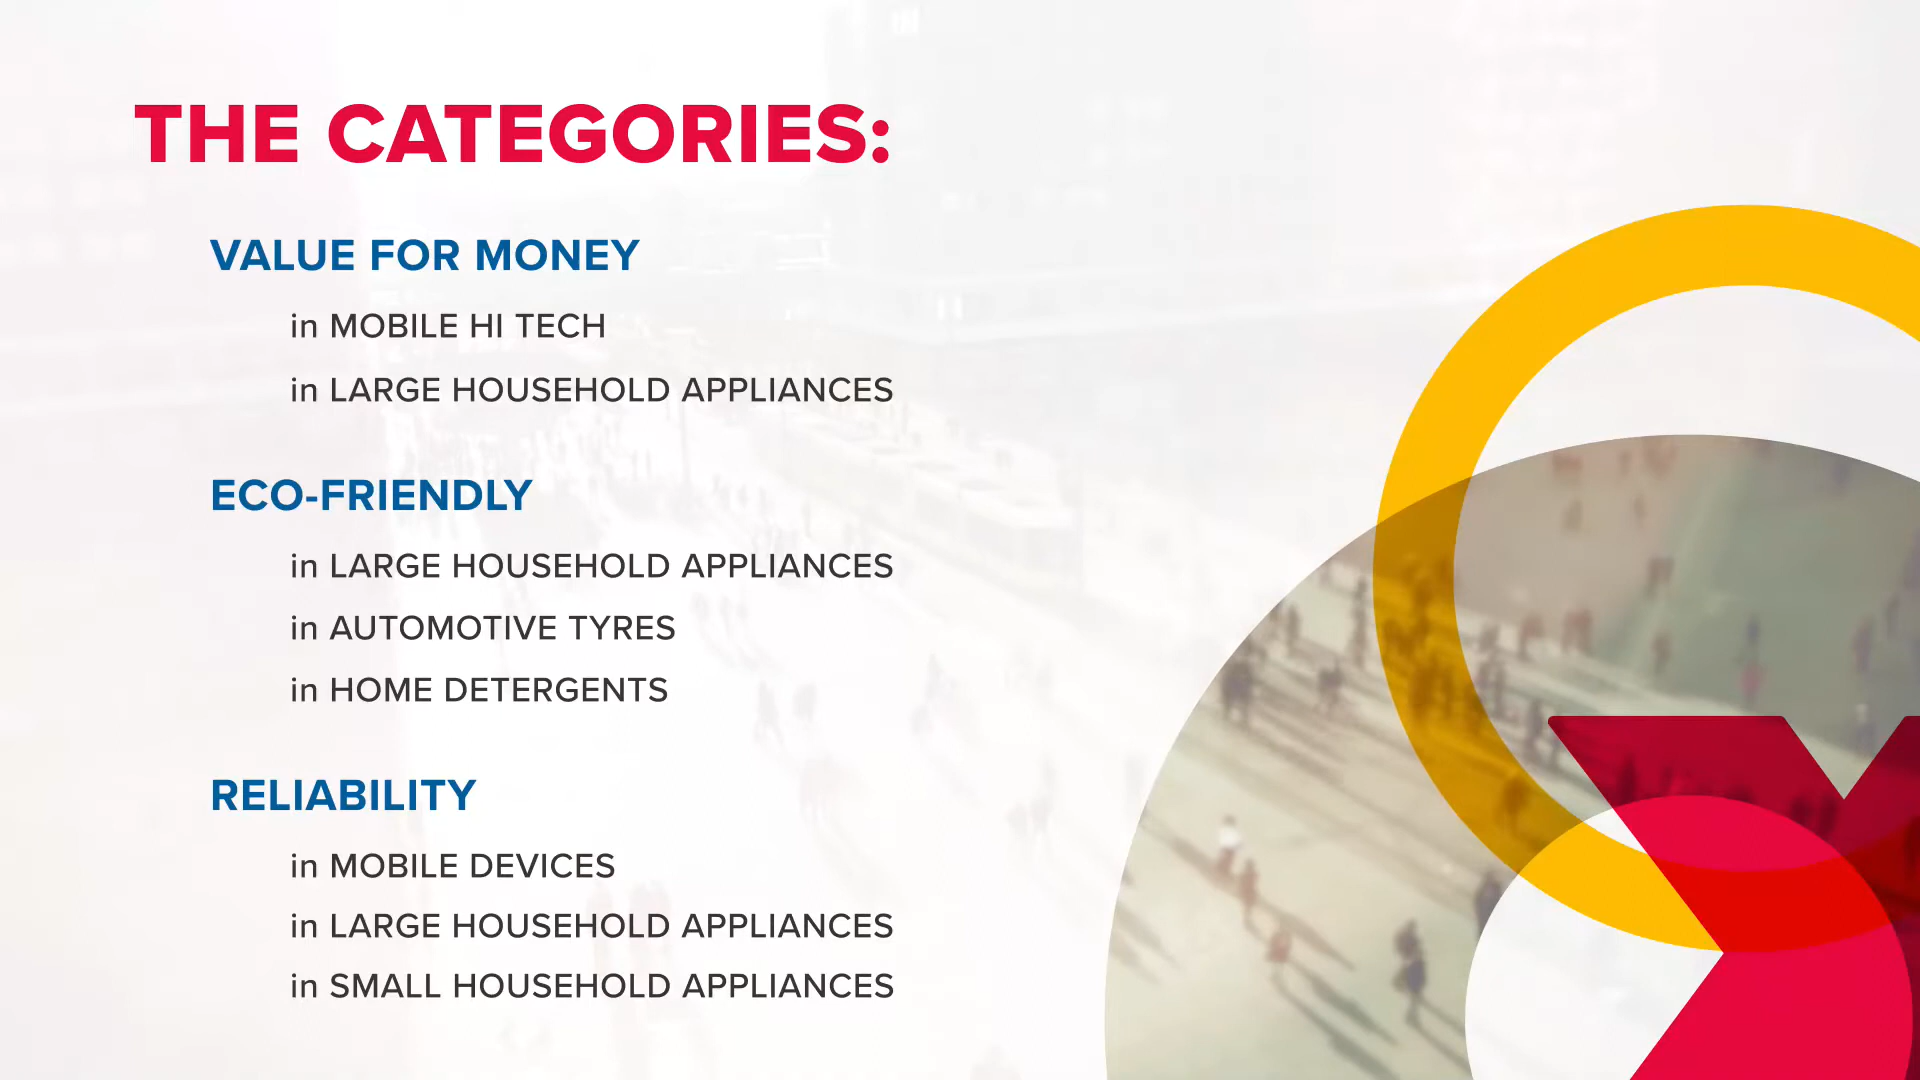 THE CATEGORIES:
VALUE FOR MONEY
in MOBILE HI TECH
in LARGE HOUSEHOLD APPLIANCES
ECO-FRIENDLY
in LARGE HOUSEHOLD APPLIANCES
in AUTOMOTIVE TYRES
in HOME DETERGENTS
RELIABILITY
in MOBILE DEVICES
in LARGE HOUSEHOLD APPLIANCES
in SMALL HOUSEHOLD APPLIANCES